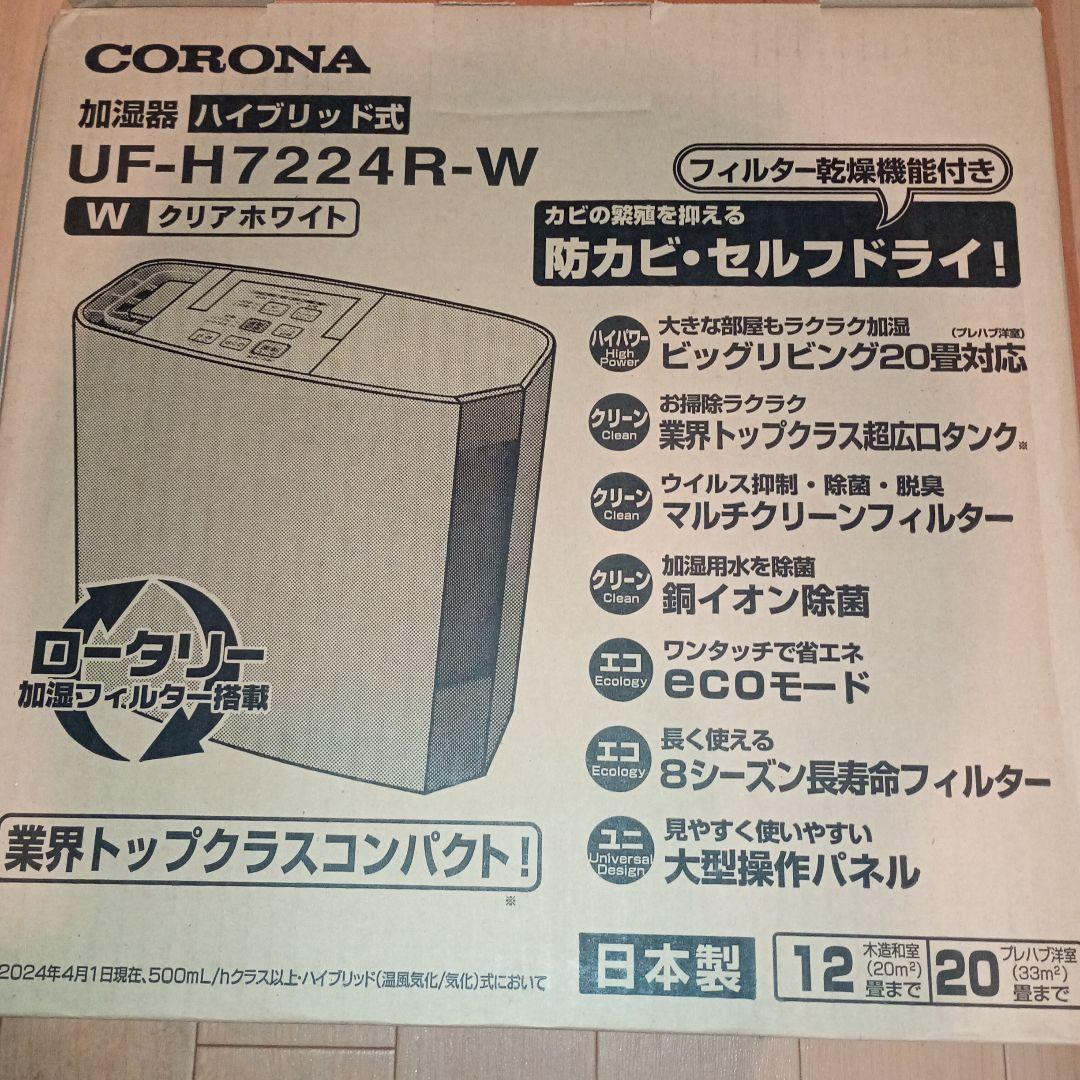 CORONA
加湿器 ハイブリッド式
UF-H7224R-W
W クリアホワイト
フィルター乾燥機能付き
カビの繁殖を抑える
防カビ・セルフドライ!
ハイパワー
High Power
大きな部屋もラクラク加湿
(プレハブ洋室)
ビッグリビング20畳対応
クリーン
Clean
お掃除ラクラク
業界トップクラス超広口タンク※
クリーン
Clean
ウイルス抑制・除菌・脱臭
マルチクリーンフィルター
クリーン
Clean
加湿用水を除菌
銅イオン除菌
エコ
Ecology
ワンタッチで省エネ
ecoモード
エコ
Ecology
長く使える
8シーズン長寿命フィルター
ユニ
Universal Design
見やすく使いやすい
大型操作パネル
ロータリー
加湿フィルター搭載
業界トップクラスコンパクト!
※
2024年4月1日現在、500mL/hクラス以上・ハイブリッド(温風気化/気化)式において
日本製
12 木造和室 (20m²) 畳まで
20 プレハブ洋室 (33m²) 畳まで